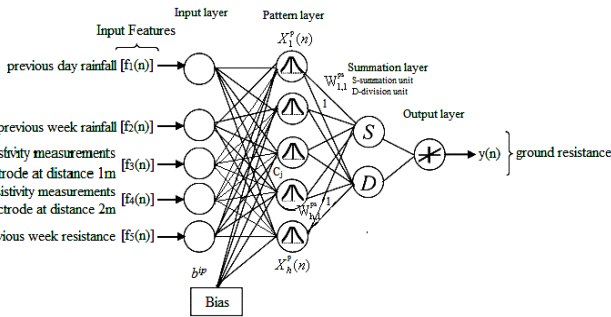 Input layer
Pattern layer
Input Features
X₁ᵖ(n)
previous day rainfall [f₁(n)]
W₁,₁ᵖˢ
Summation layer
S-summation unit
D-division unit
1
Output layer
previous week rainfall [f₂(n)]
S
stivity measurements
ctrode at distance 1m
[f₃(n)]
y(n)
ground resistance
Cⱼ
sistivity measurements
ectrode at distance 2m
[f₄(n)]
D
Wₕ,₁ᵖˢ
1
vious week resistance [f₅(n)]
Xₕᵖ(n)
bⁱᵖ
Bias